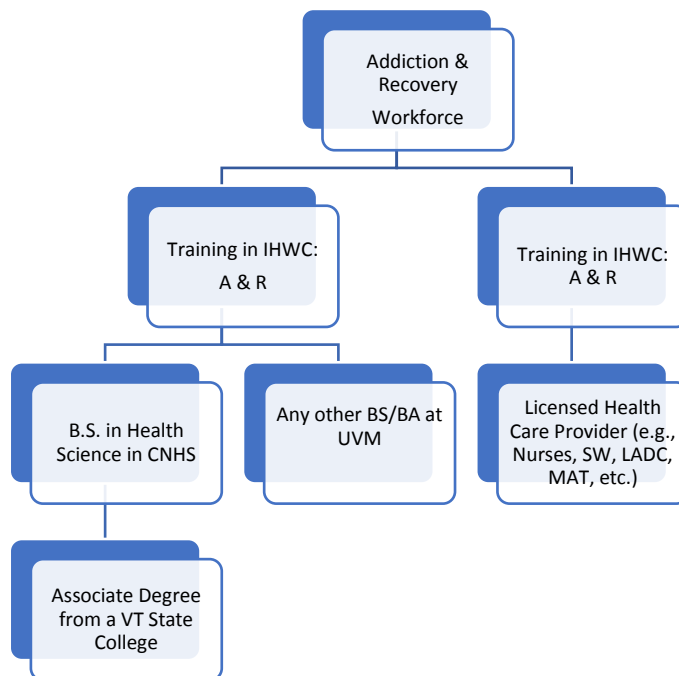 Addiction &
Recovery
Workforce
Training in IHWC:
A & R
Training in IHWC:
A & R
B.S. in Health
Science in CNHS
Any other BS/BA at
UVM
Licensed Health
Care Provider (e.g.,
Nurses, SW, LADC,
MAT, etc.)
Associate Degree
from a VT State
College